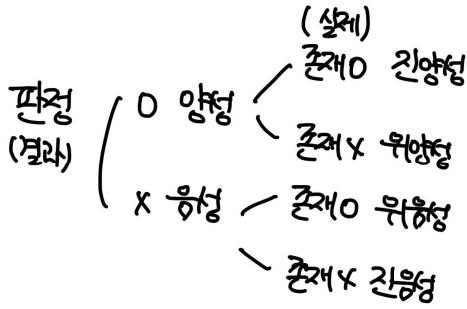 (실제)
존재O 진양성
판정 O 양성
(결과)
존재X 위양성
X 음성 존재O 위음성
존재X 진음성